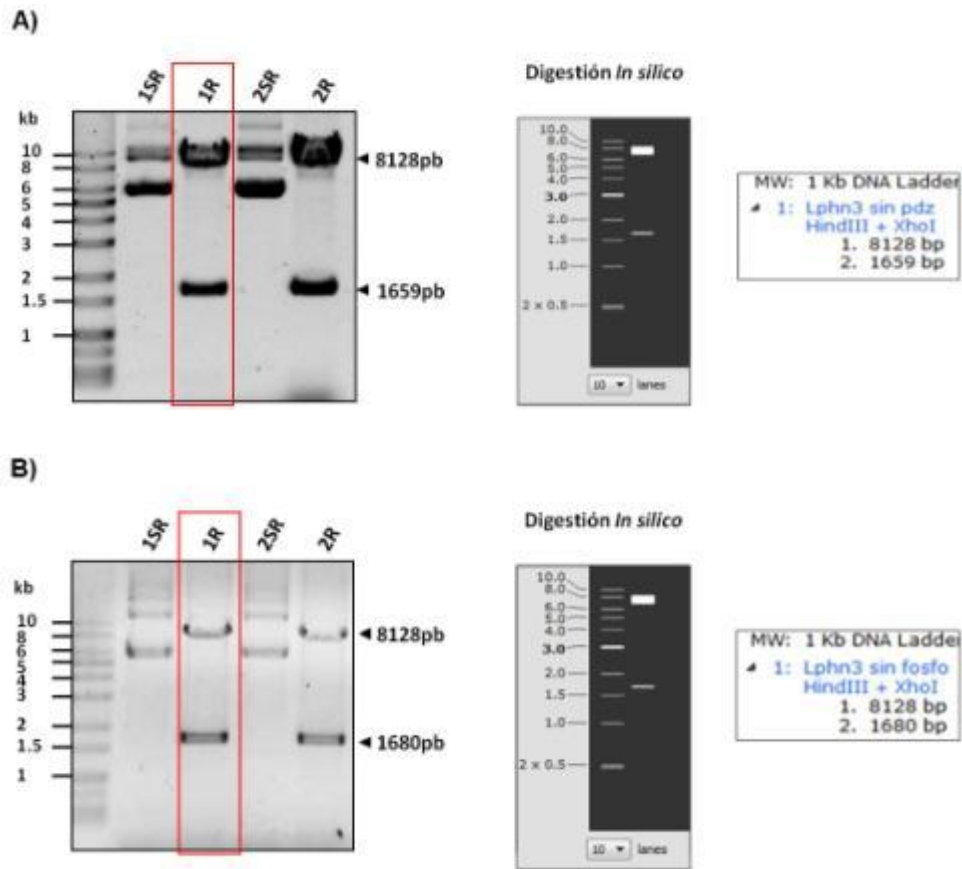 A)
Digestión In silico
1SR 1R 2SR 2R
kb
10
8
6
5
4
3
2
1.5
1
8128pb
1659pb
10.0
8.0
6.0
5.0
4.0
3.0
2.0
1.5
1.0
2 x 0.5
10 lanes
MW: 1 Kb DNA Ladder
1: Lphn3 sin pdz
HindIII + XhoI
1. 8128 bp
2. 1659 bp
B)
Digestión In silico
1SR 1R 2SR 2R
kb
10
8
6
5
4
3
2
1.5
1
8128pb
1680pb
10.0
8.0
6.0
5.0
4.0
3.0
2.0
1.5
1.0
2 x 0.5
10 lanes
MW: 1 Kb DNA Ladder
1: Lphn3 sin fosfo
HindIII + XhoI
1. 8128 bp
2. 1680 bp